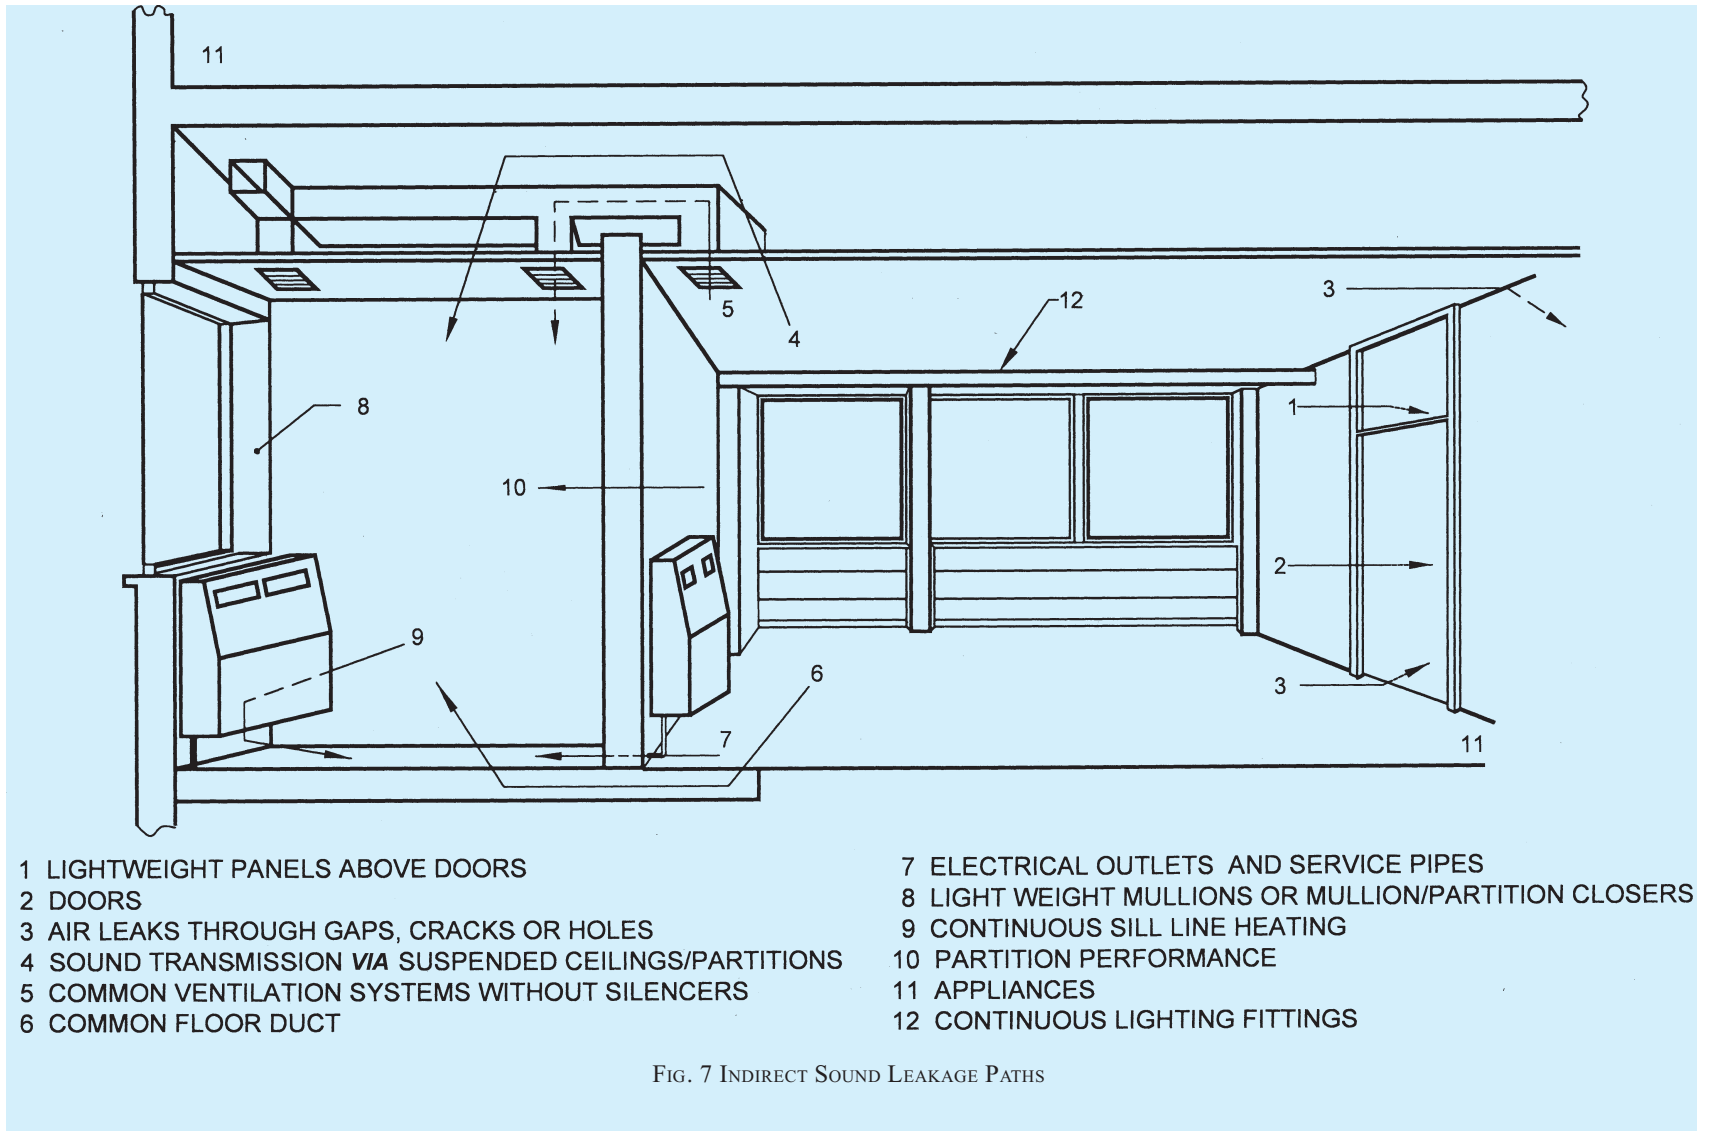 11
5
4
12
3
8
1
10
2
9
6
3
7
11
1 LIGHTWEIGHT PANELS ABOVE DOORS
2 DOORS
3 AIR LEAKS THROUGH GAPS, CRACKS OR HOLES
4 SOUND TRANSMISSION VIA SUSPENDED CEILINGS/PARTITIONS
5 COMMON VENTILATION SYSTEMS WITHOUT SILENCERS
6 COMMON FLOOR DUCT
7 ELECTRICAL OUTLETS AND SERVICE PIPES
8 LIGHT WEIGHT MULLIONS OR MULLION/PARTITION CLOSERS
9 CONTINUOUS SILL LINE HEATING
10 PARTITION PERFORMANCE
11 APPLIANCES
12 CONTINUOUS LIGHTING FITTINGS
FIG. 7 INDIRECT SOUND LEAKAGE PATHS